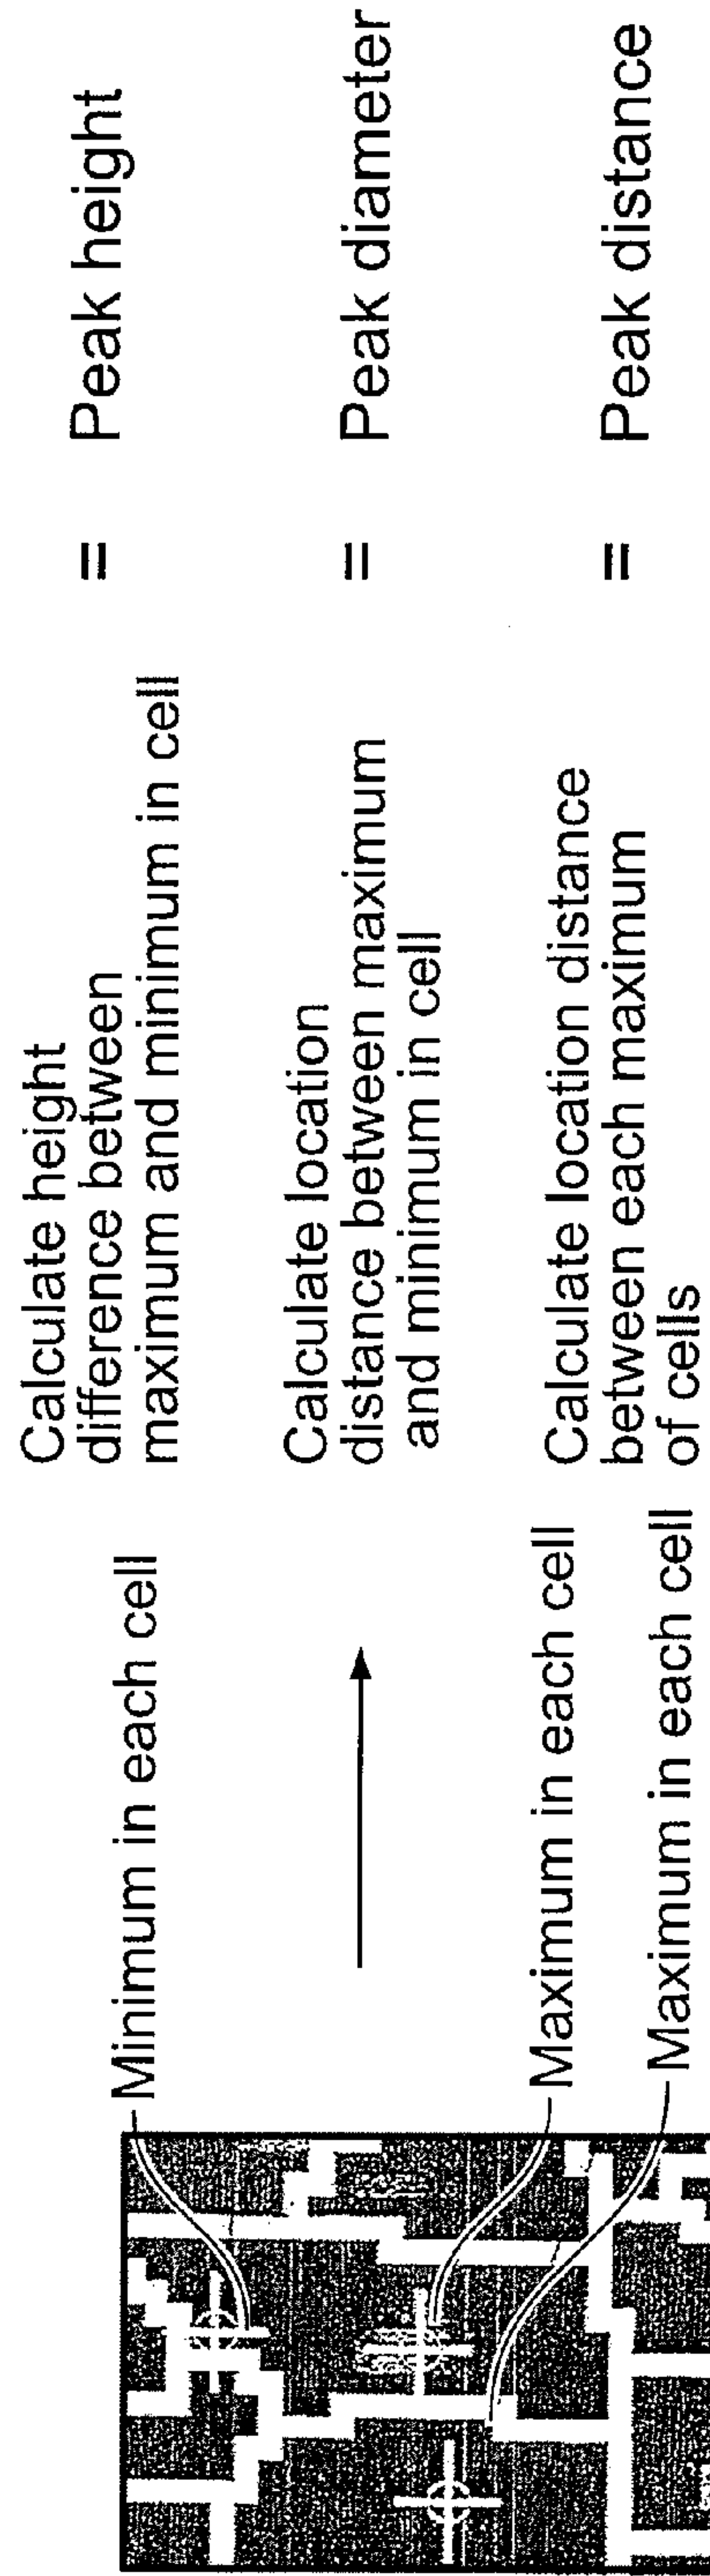 Minimum in each cell
Maximum in each cell
Maximum in each cell
Calculate height
difference between
maximum and minimum in cell
= Peak height
Calculate location
distance between maximum
and minimum in cell
= Peak diameter
Calculate location distance
between each maximum
of cells
= Peak distance